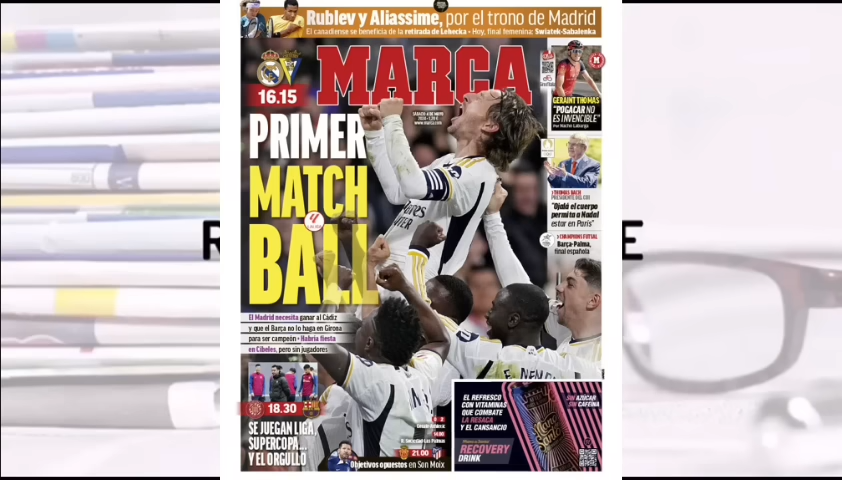 Rublev y Aliassime, por el trono de Madrid
El canadiense se beneficia de la retirada de Lehecka • Hoy, final femenina: Swiatek-Sabalenka
MARCA
16.15
PRIMER
MATCH
BALL
El Madrid necesita ganar al Cádiz
y que el Barça no lo haga en Girona
para ser campeón • Habría fiesta
en Cibeles, pero sin jugadores
18.30
SE JUEGAN LIGA,
SUPERCOPA...
Y EL ORGULLO
GERAINT THOMAS
"POGACAR NO
ES INVENCIBLE"
THOMAS BACH
PRESIDENTE DEL COI
"Ojalá el cuerpo
permita a Nadal
estar en París"
CHAMPIONS FUTSAL
Barça-Palma,
final española
21.00
Objetivos opuestos en Son Moix
EL REFRESCO
CON VITAMINAS
QUE COMBATE
LA RESACA
Y EL CANSANCIO
RECOVERY
DRINK
SIN AZÚCAR
SIN CAFEÍNA
R
E